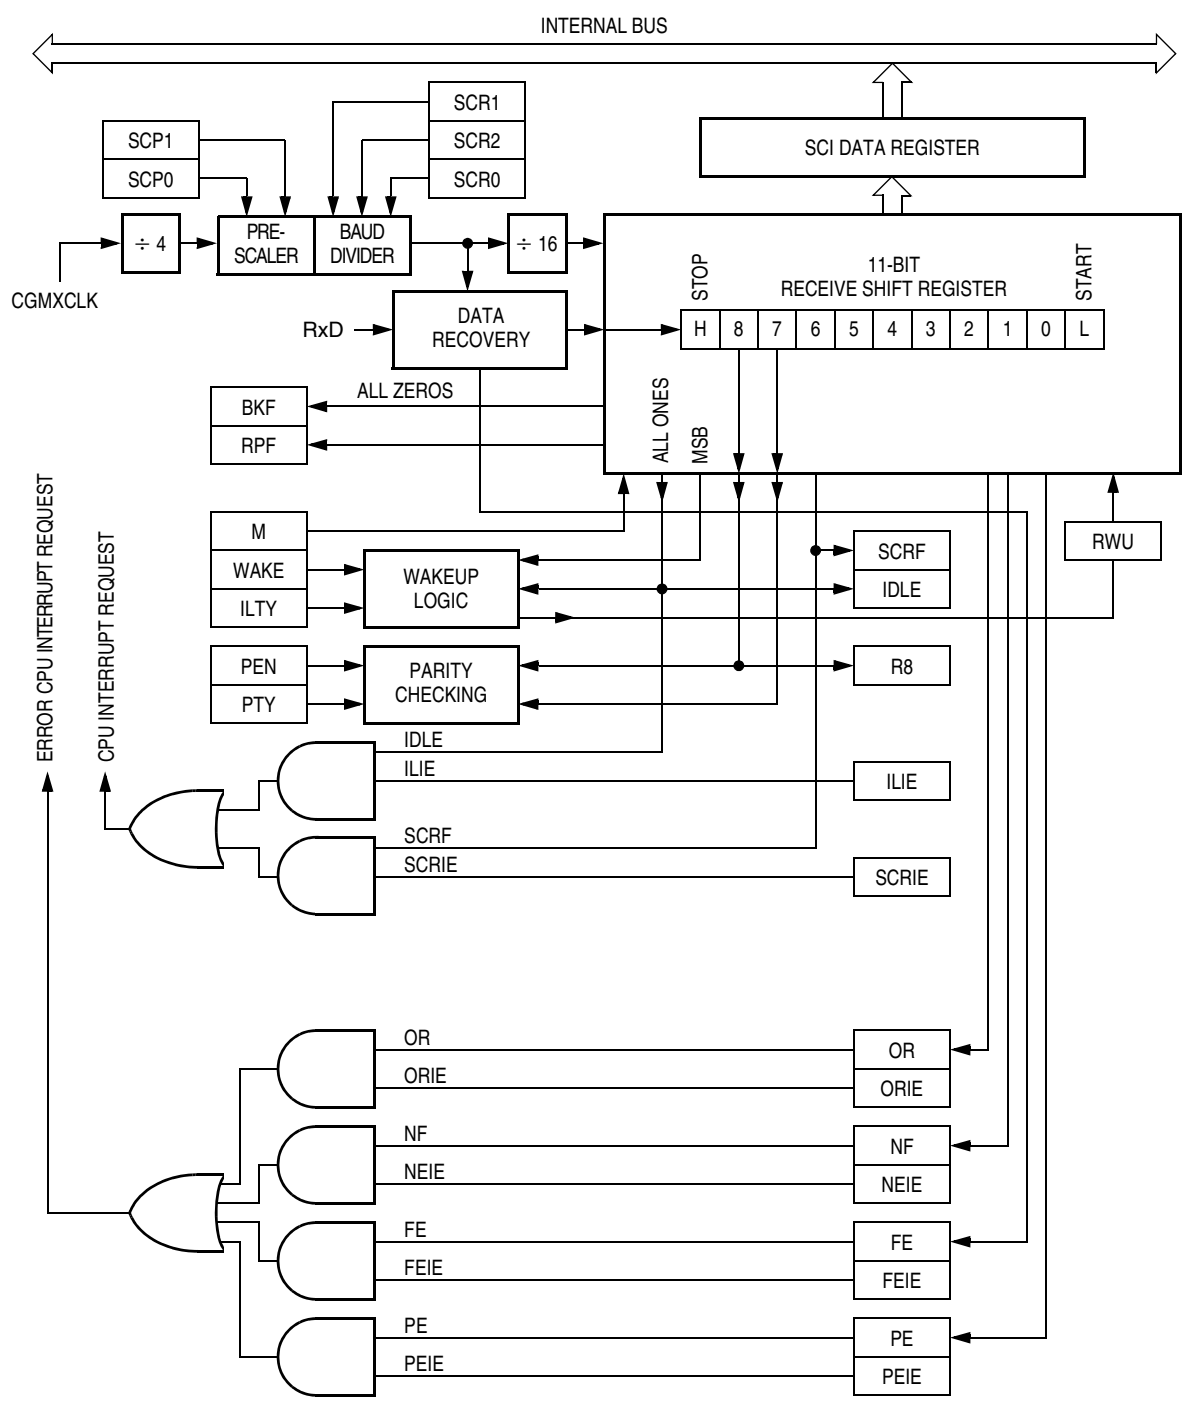 INTERNAL BUS
SCR1
SCR2
SCR0
SCP1
SCP0
SCI DATA REGISTER
÷ 4
PRE-
SCALER
BAUD
DIVIDER
÷ 16
CGMXCLK
RxD
DATA
RECOVERY
STOP
11-BIT
RECEIVE SHIFT REGISTER
START
H 8 7 6 5 4 3 2 1 0 L
ALL ZEROS
BKF
RPF
ALL ONES
MSB
M
WAKE
ILTY
WAKEUP
LOGIC
SCRF
IDLE
RWU
PEN
PTY
PARITY
CHECKING
R8
ERROR CPU INTERRUPT REQUEST
CPU INTERRUPT REQUEST
IDLE
ILIE
ILIE
SCRF
SCRIE
SCRIE
OR
OR
ORIE
ORIE
NF
NF
NEIE
NEIE
FE
FE
FEIE
FEIE
PE
PE
PEIE
PEIE